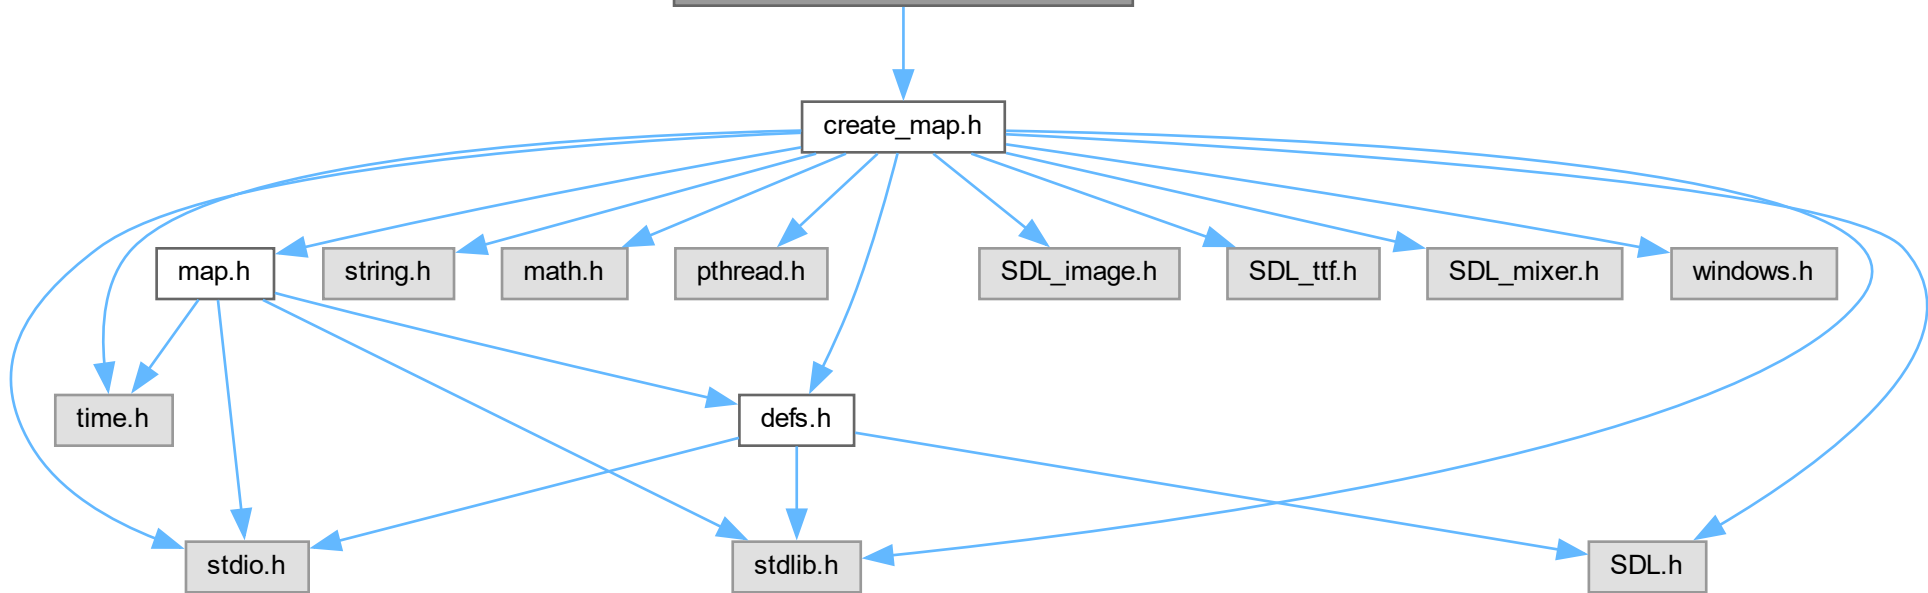 create_map.h
map.h
string.h
math.h
pthread.h
SDL_image.h
SDL_ttf.h
SDL_mixer.h
windows.h
time.h
defs.h
stdio.h
stdlib.h
SDL.h